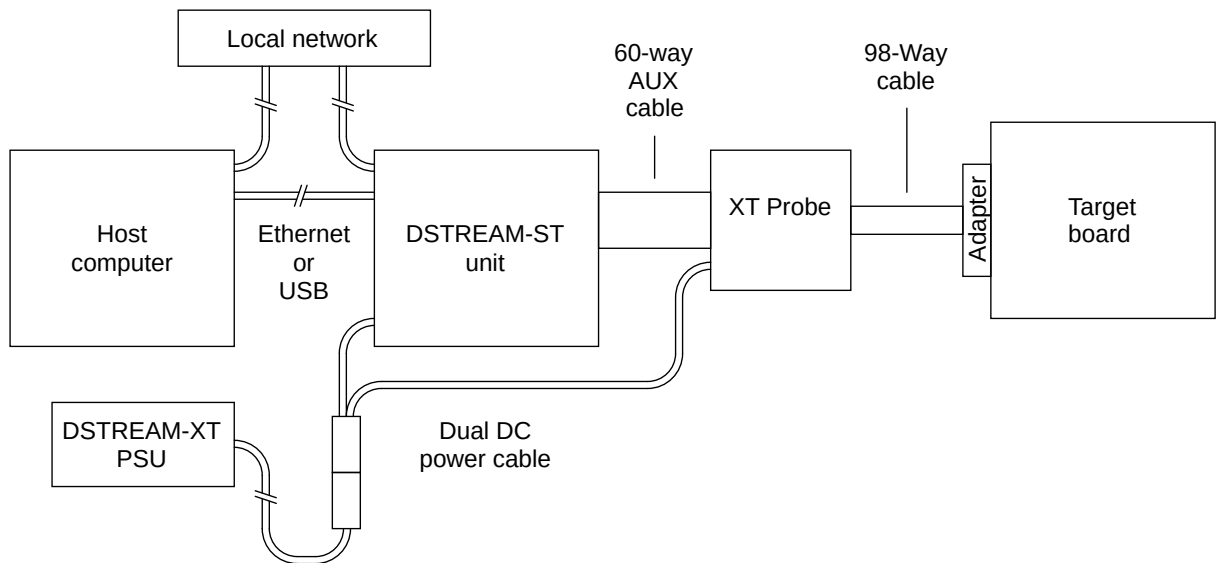 Local network
60-way
AUX
cable
98-Way
cable
Host
computer
Ethernet
or
USB
DSTREAM-ST
unit
XT Probe
Adapter
Target
board
DSTREAM-XT
PSU
Dual DC
power cable